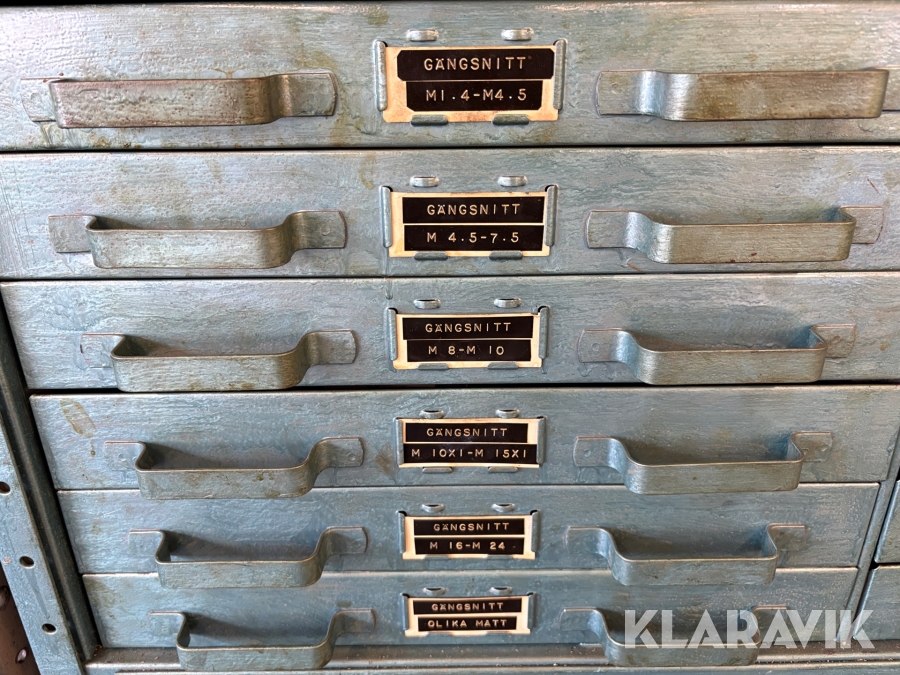 GÄNGSNITT
M1.4-M4.5
GÄNGSNITT
M 4.5-7.5
GÄNGSNITT
M 8-M 10
GÄNGSNITT
M 10X1-M 15X1
GÄNGSNITT
M 16-M 24
GÄNGSNITT
OLIKA MATT
KLARAVIK